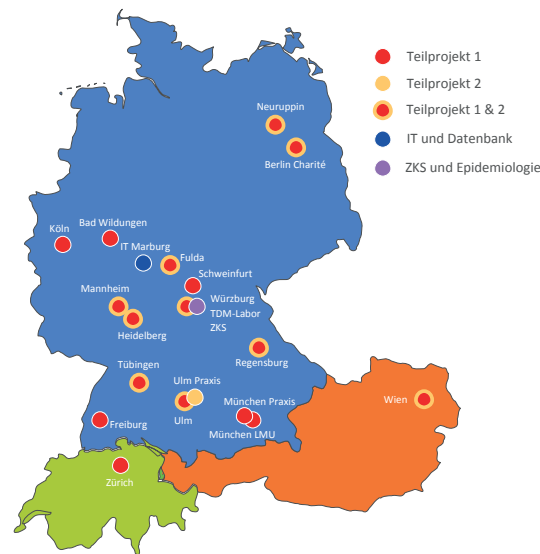 Teilprojekt 1
Teilprojekt 2
Teilprojekt 1 & 2
IT und Datenbank
ZKS und Epidemiologie
Neuruppin
Berlin Charité
Bad Wildungen
Köln
IT Marburg
Fulda
Schweinfurt
Mannheim
Würzburg
TDM-Labor
ZKS
Heidelberg
Regensburg
Tübingen
Ulm Praxis
München Praxis
Wien
Ulm
Freiburg
München LMU
Zürich